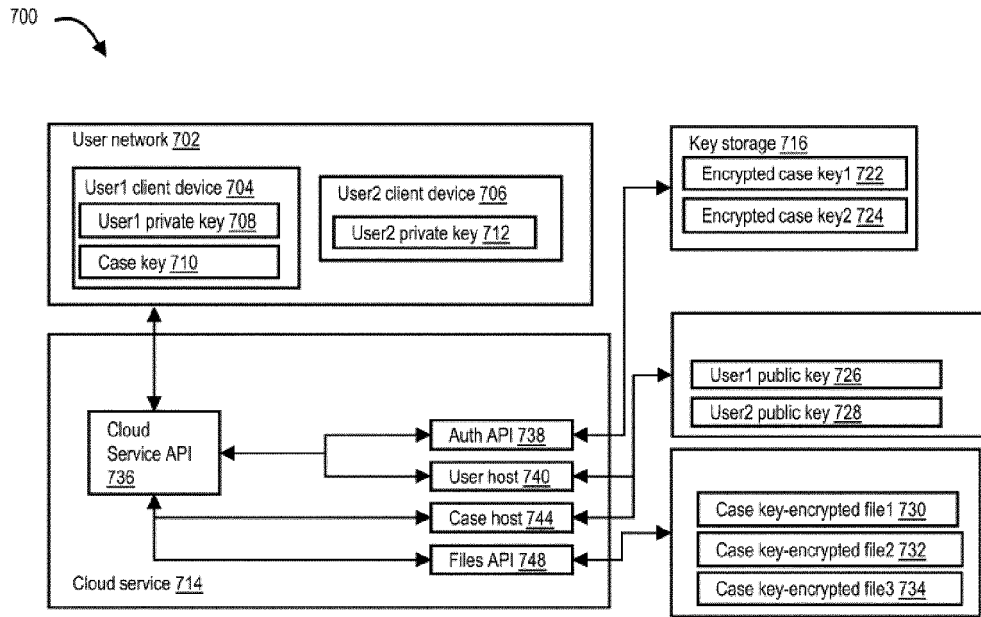 700
User network 702
User1 client device 704
User1 private key 708
Case key 710
User2 client device 706
User2 private key 712
Key storage 716
Encrypted case key1 722
Encrypted case key2 724
User1 public key 726
User2 public key 728
Cloud
Service API
736
Auth API 738
User host 740
Case host 744
Files API 748
Cloud service 714
Case key-encrypted file1 730
Case key-encrypted file2 732
Case key-encrypted file3 734